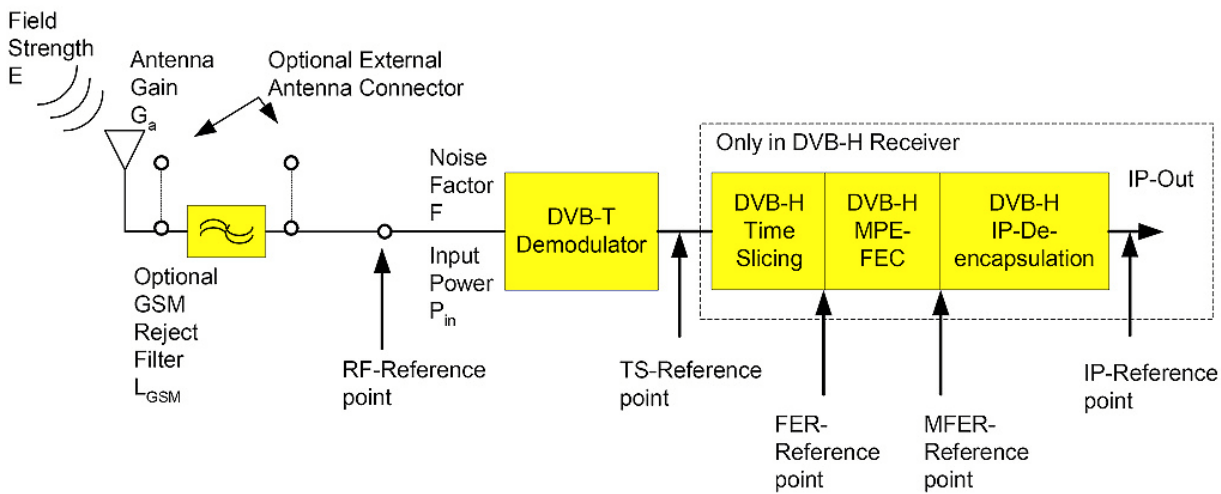 Field
Strength
E
Antenna
Gain
Gₐ
Optional External
Antenna Connector
Optional
GSM
Reject
Filter
L_GSM
RF-Reference
point
Noise
Factor
F
Input
Power
P_in
DVB-T
Demodulator
TS-Reference
point
Only in DVB-H Receiver
DVB-H
Time
Slicing
DVB-H
MPE-
FEC
DVB-H
IP-De-
encapsulation
IP-Out
FER-
Reference
point
MFER-
Reference
point
IP-Reference
point